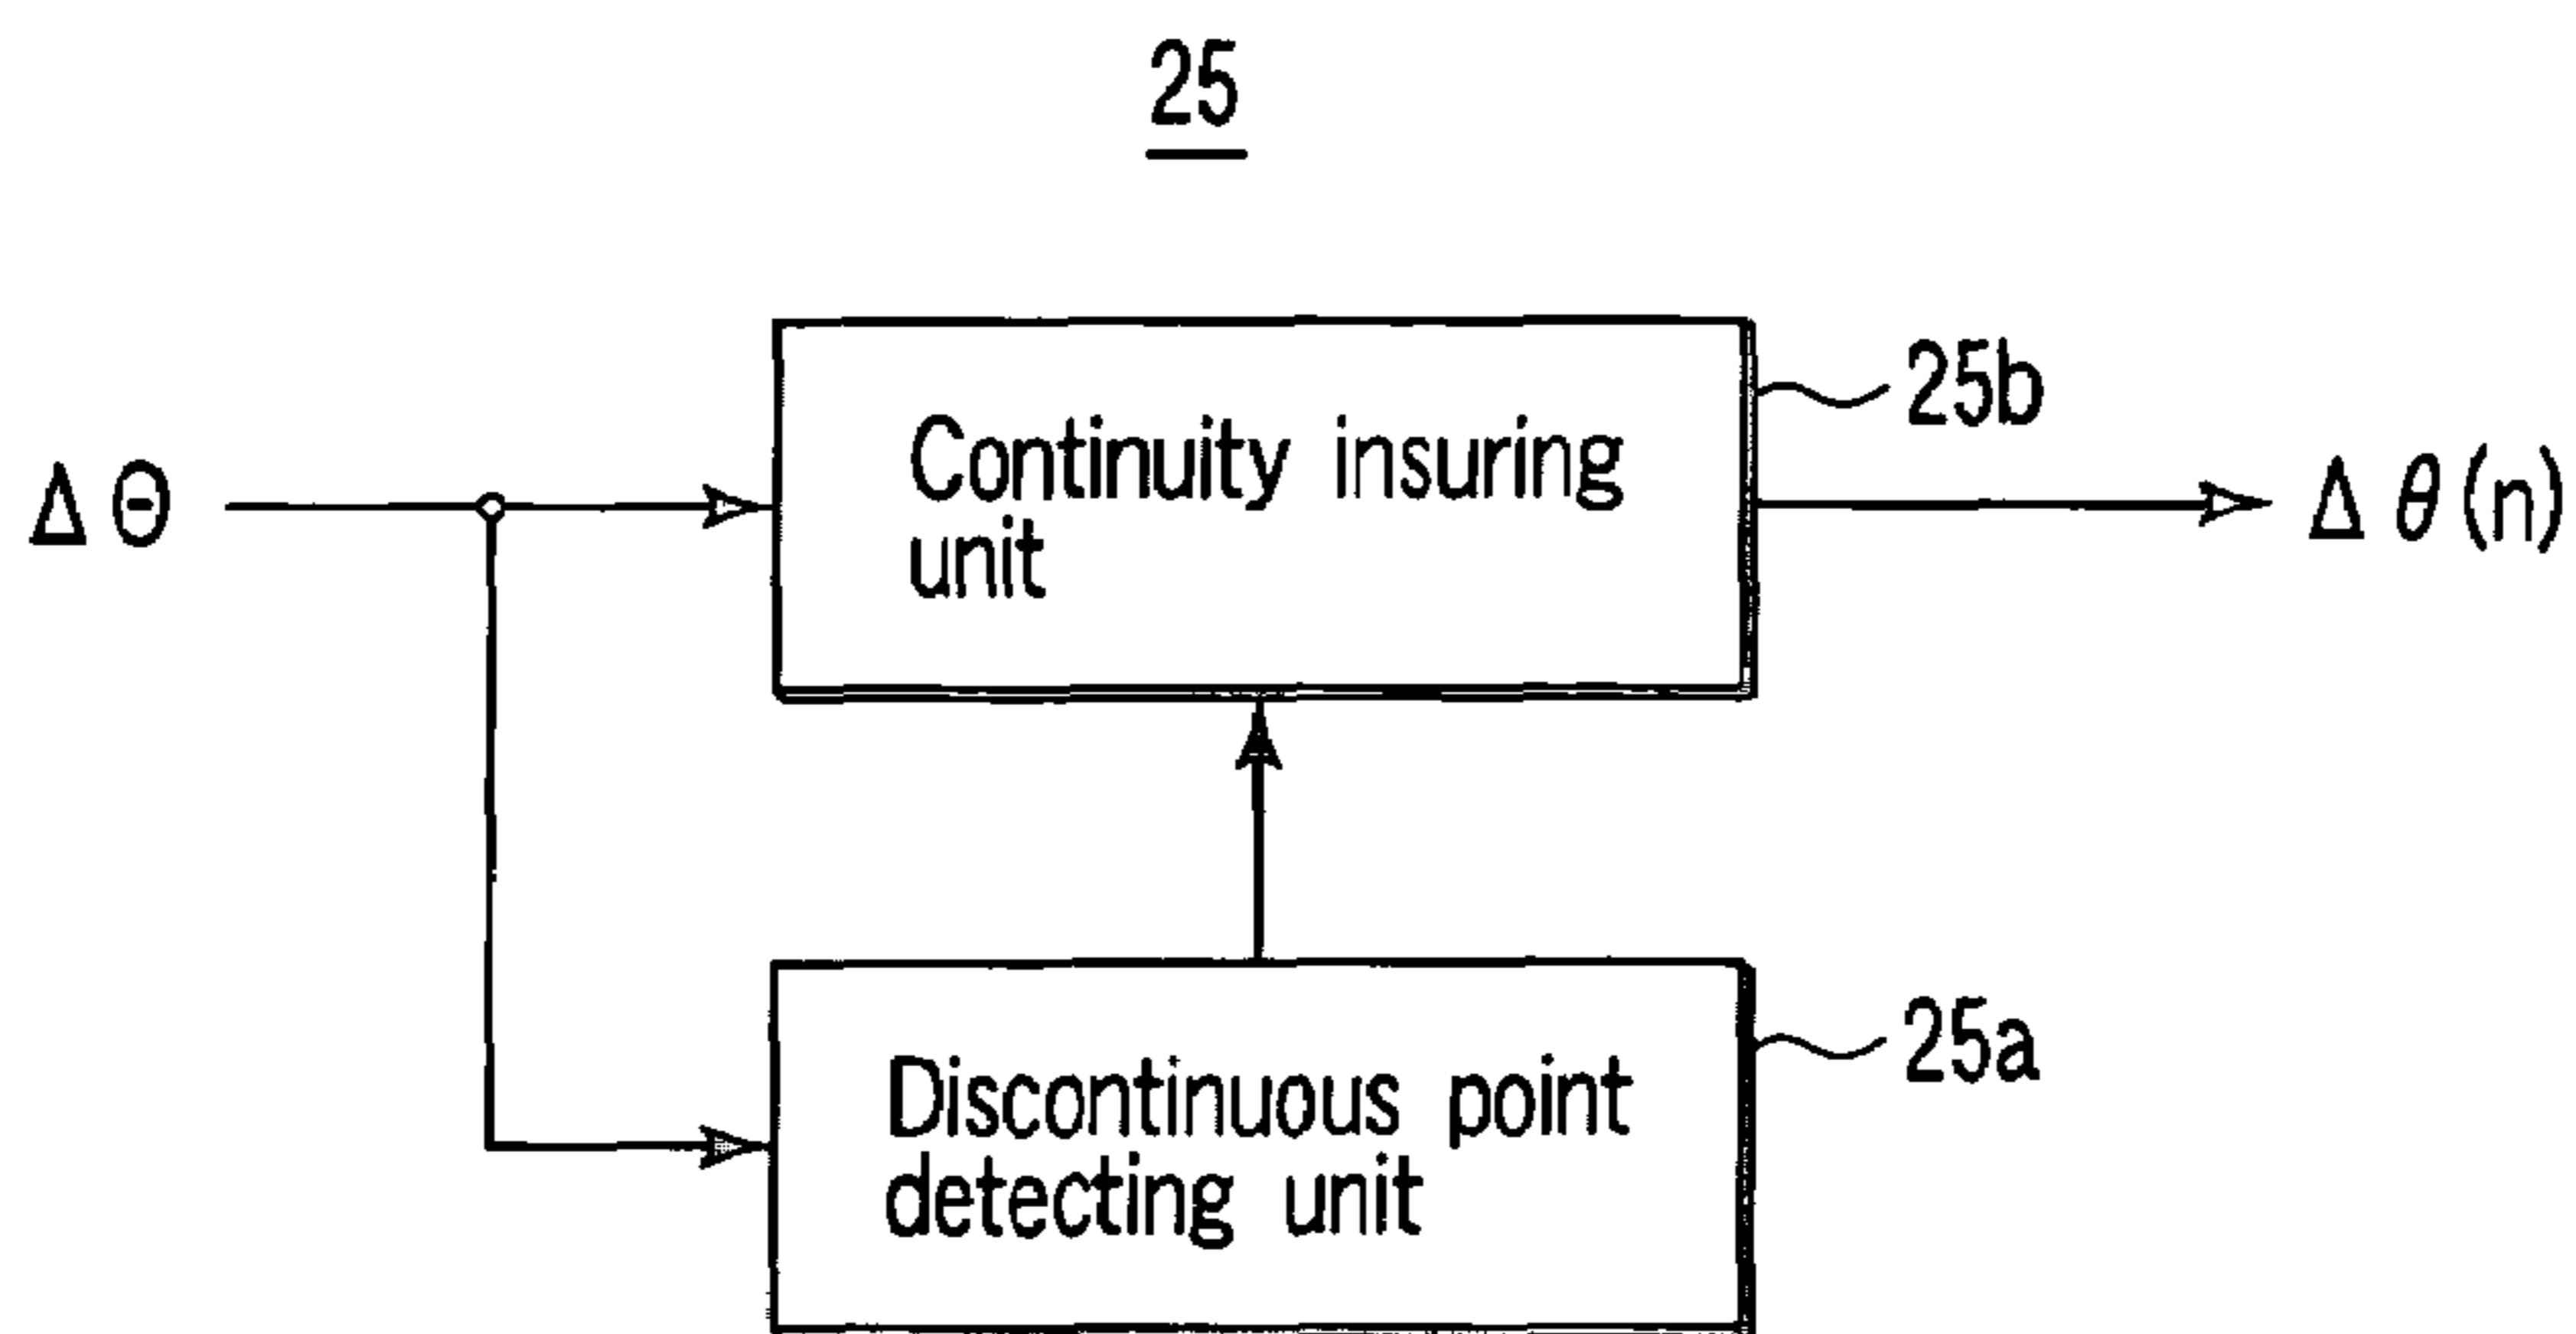 25
Continuity insuring
unit
25b
Δ Θ
Δ θ (n)
Discontinuous point
detecting unit
25a